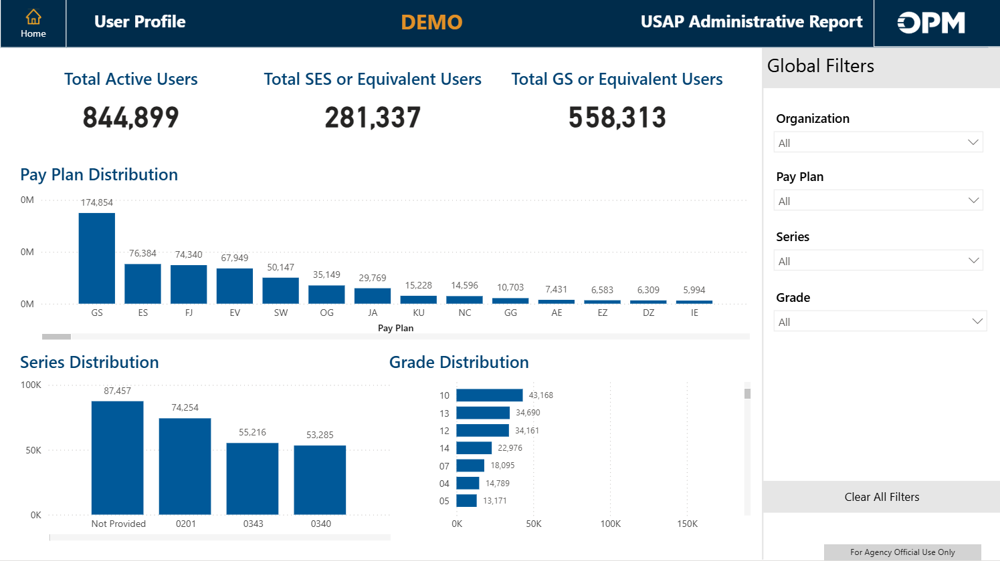 Home
User Profile
DEMO
USAP Administrative Report
OPM
Total Active Users
844,899
Total SES or Equivalent Users
281,337
Total GS or Equivalent Users
558,313
Global Filters
Organization
All
Pay Plan
All
Series
All
Grade
All
Clear All Filters
For Agency Official Use Only
Pay Plan Distribution
0M
0M
0M
174,854
76,384
74,340
67,949
50,147
35,149
29,769
15,228
14,596
10,703
7,431
6,583
6,309
5,994
GS ES FJ EV SW OG JA KU NC GG AE EZ DZ IE
Pay Plan
Series Distribution
100K
50K
0K
87,457
74,254
55,216
53,285
Not Provided 0201 0343 0340
Grade Distribution
10 43,168
13 34,690
12 34,161
14 22,976
07 18,095
04 14,789
05 13,171
0K 50K 100K 150K